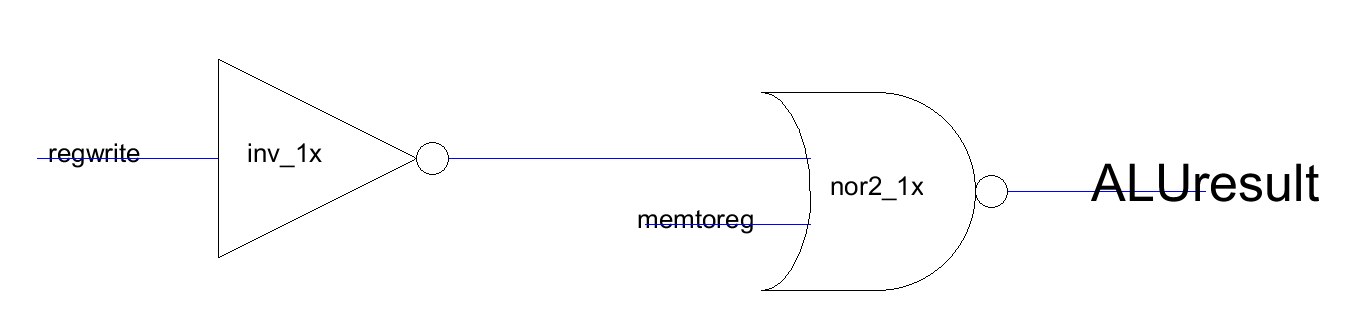 regwrite
inv_1x
memtoreg
nor2_1x
ALUresult